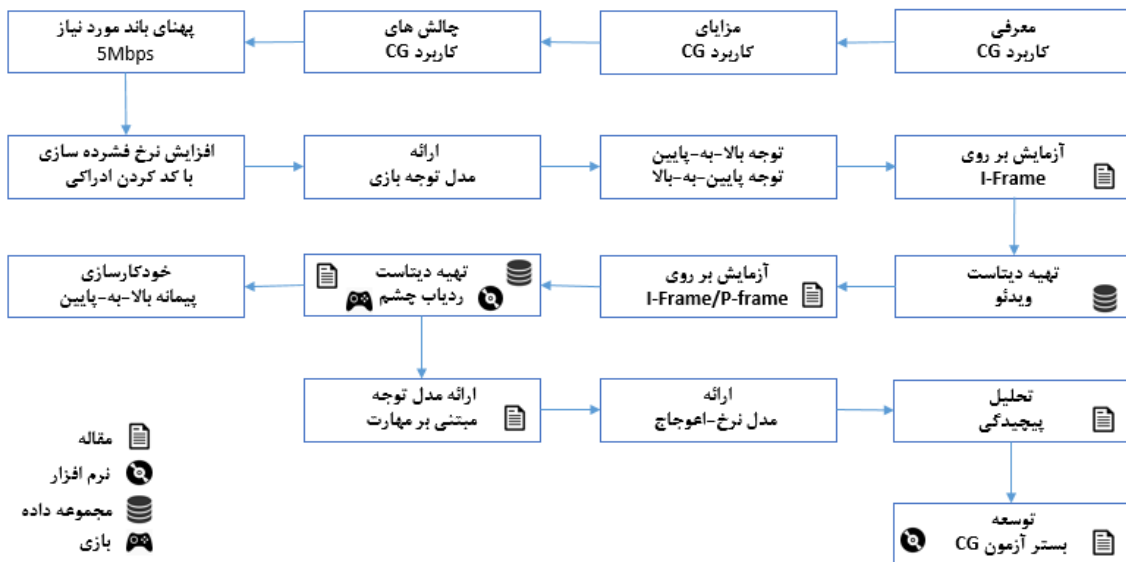 معرفی
کاربرد CG
مزایای
کاربرد CG
چالش های
کاربرد CG
پهنای باند مورد نیاز
5Mbps
افزایش نرخ فشرده سازی
با کد کردن ادراکی
ارائه
مدل توجه بازی
توجه بالا-به-پایین
توجه پایین-به-بالا
آزمایش بر روی
I-Frame
تهیه دیتاست
ویدئو
آزمایش بر روی
I-Frame/P-frame
تهیه دیتاست
ردیاب چشم
خودکارسازی
پیمانه بالا-به-پایین
ارائه مدل توجه
مبتنی بر مهارت
ارائه
مدل نرخ-اعوجاج
تحلیل
پیچیدگی
توسعه
بستر آزمون CG
مقاله
نرم افزار
مجموعه داده
بازی